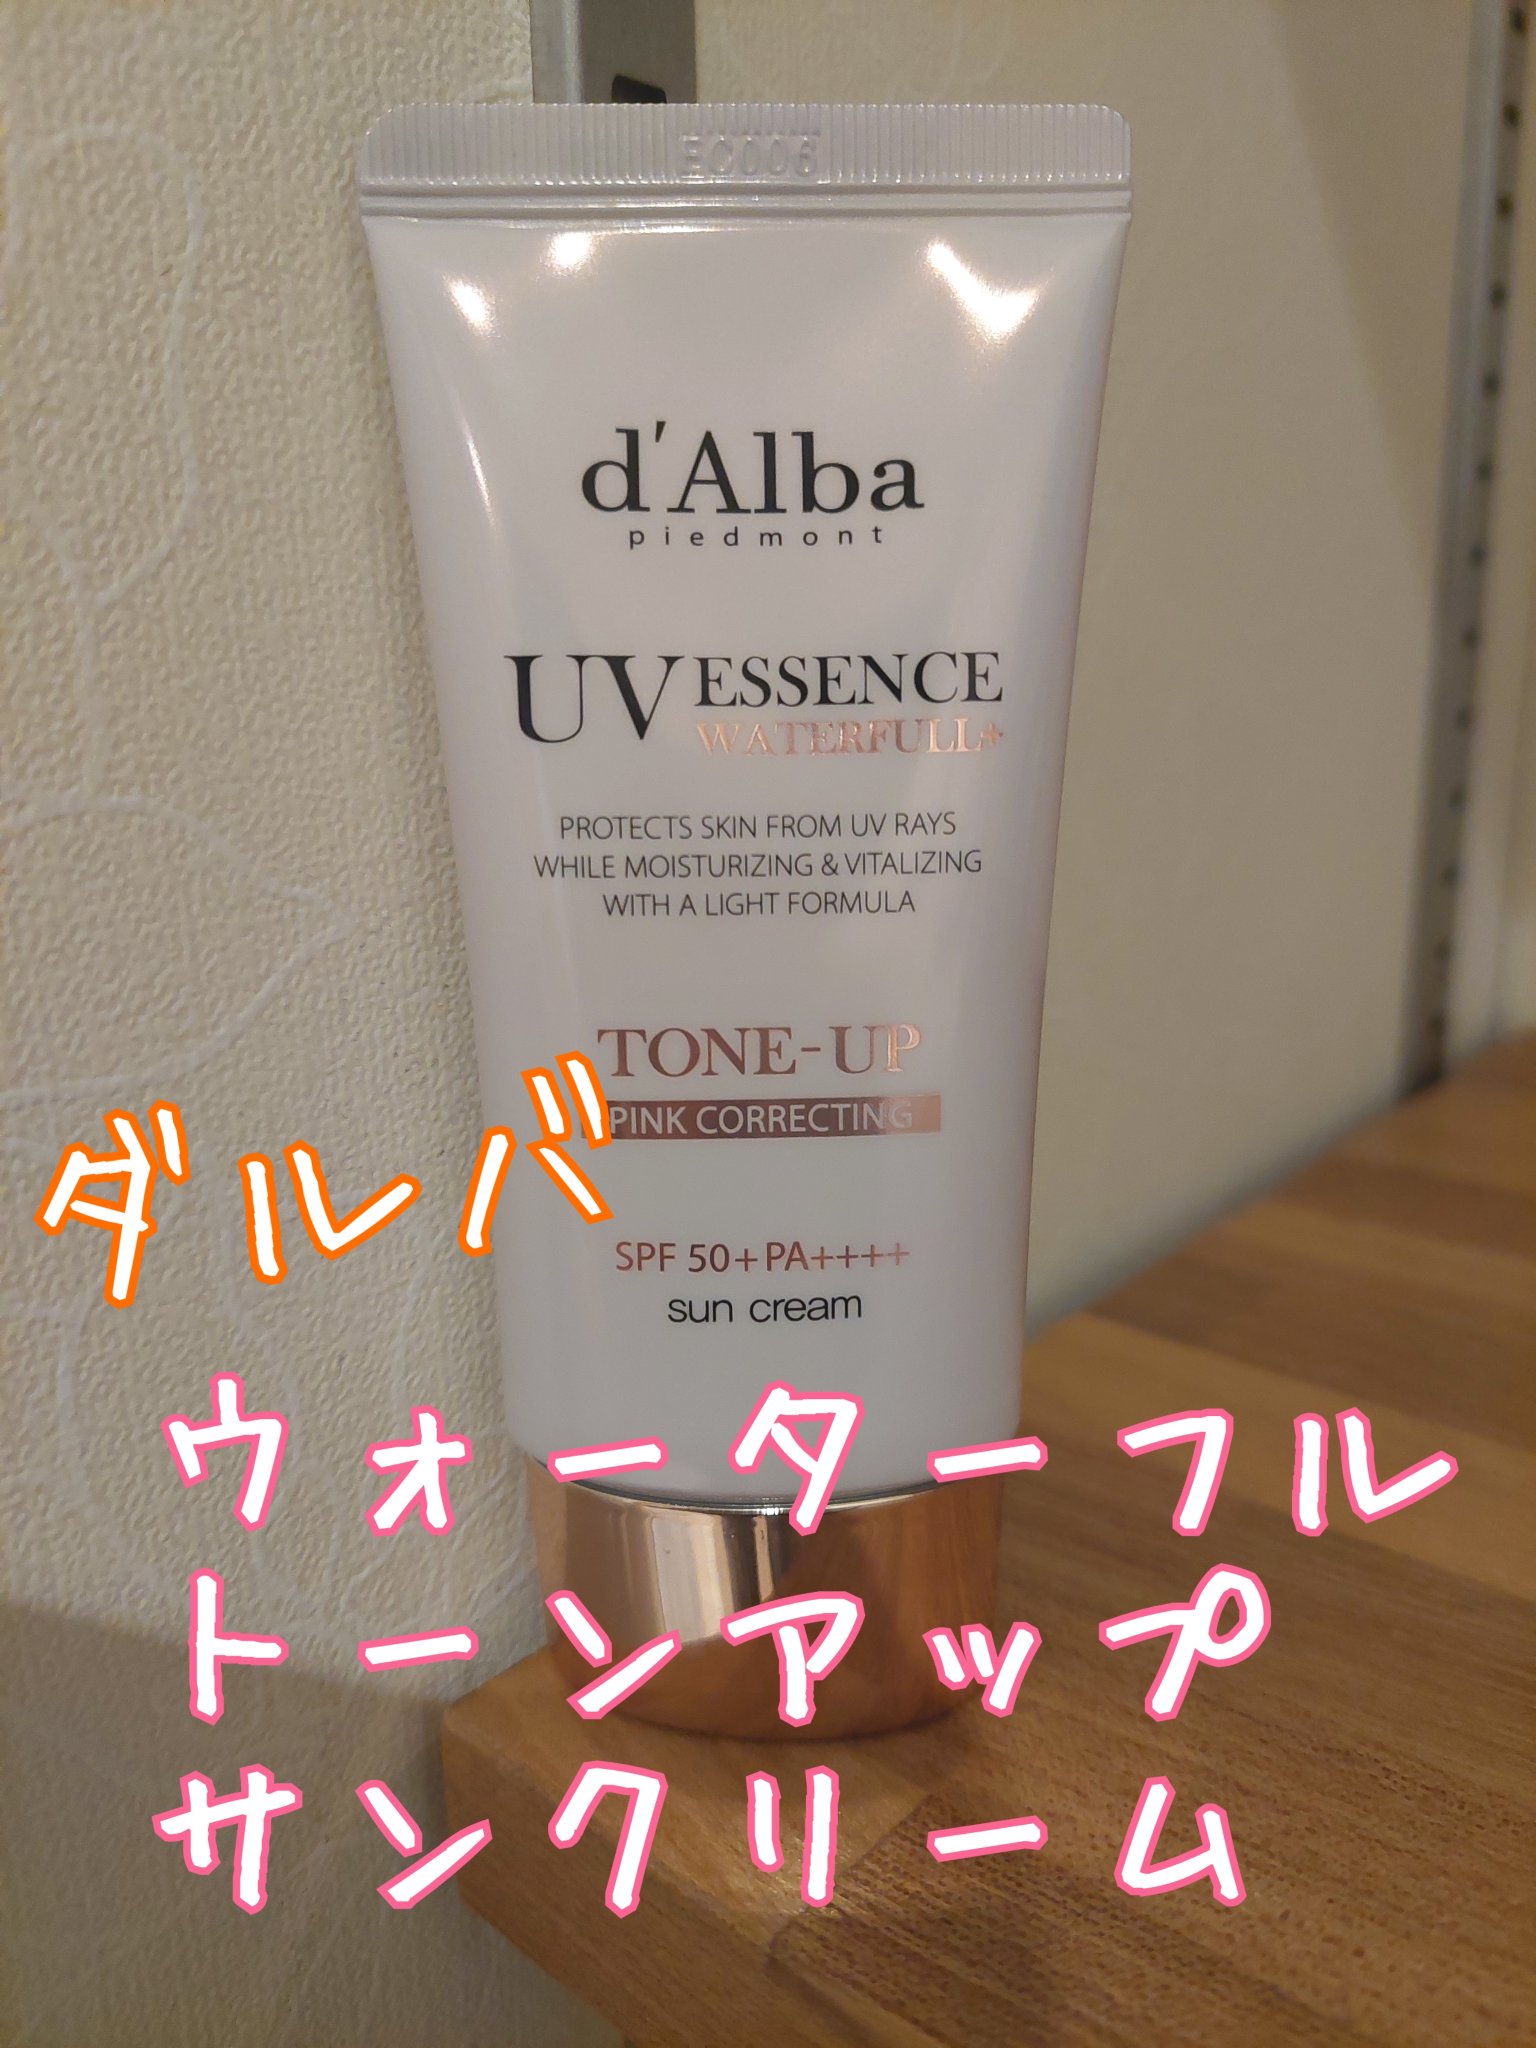 EC006
d'Alba
piedmont
UV ESSENCE
WATERFULL+
PROTECTS SKIN FROM UV RAYS
WHILE MOISTURIZING & VITALIZING
WITH A LIGHT FORMULA
TONE-UP
PINK CORRECTING
SPF 50+ PA++++
sun cream
ダルバ
ウォーターフル
トーンアップ
サンクリーム